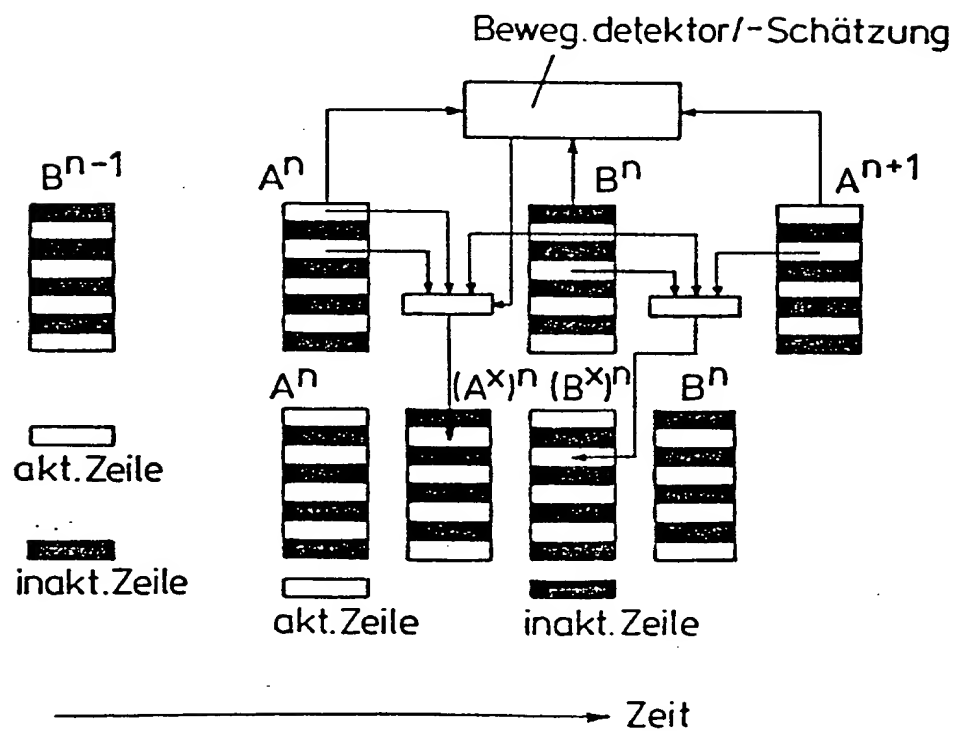 Beweg.detektor/-Schätzung
B^n-1 A^n B^n A^n+1
A^n (A^x)^n (B^x)^n B^n
akt.Zeile
inakt.Zeile
akt.Zeile inakt.Zeile
Zeit